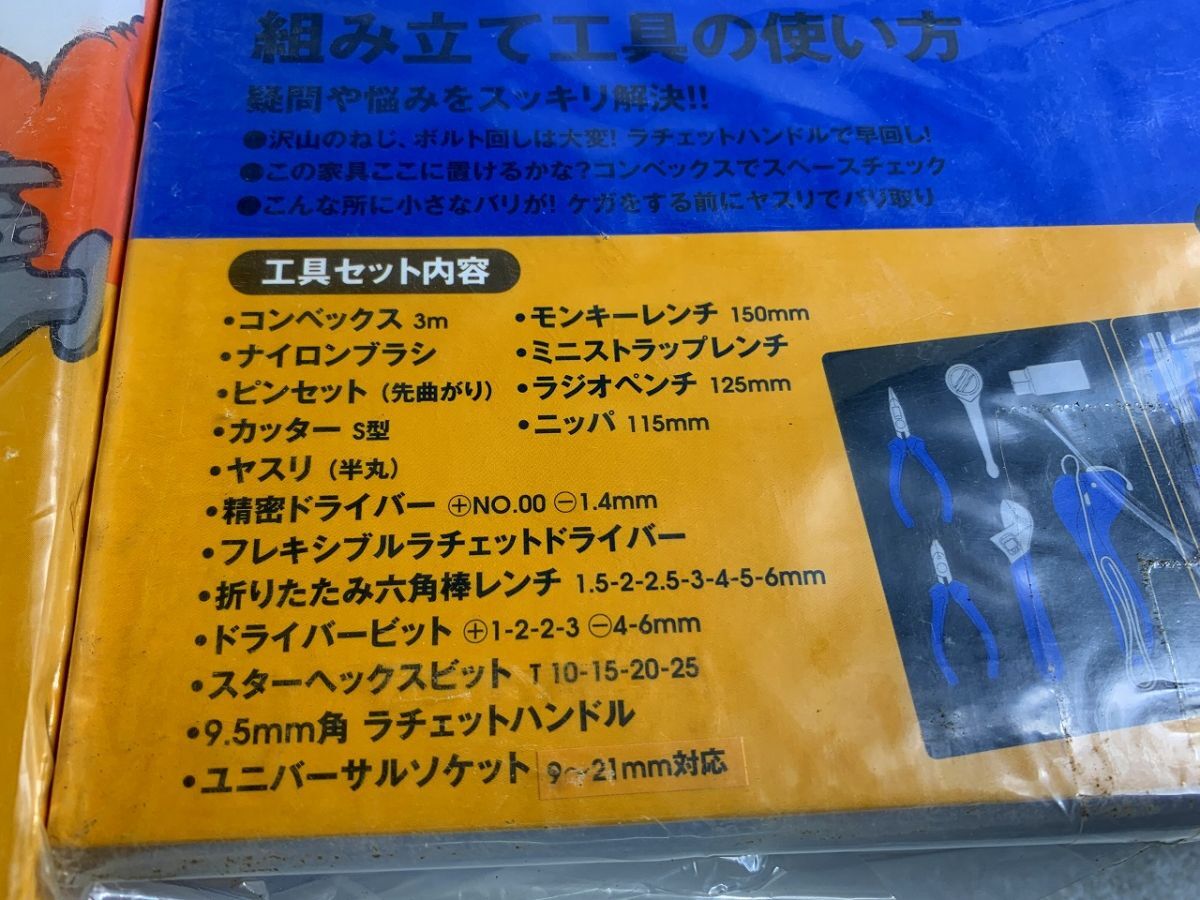 組み立て工具の使い方
疑問や悩みをスッキリ解決!!
●沢山のねじ、ボルト回しは大変! ラチェットハンドルで早回し!
●この家具ここに置けるかな?コンベックスでスペースチェック
●こんな所に小さなバリが! ケガをする前にヤスリでバリ取り
工具セット内容
・コンベックス 3m
・ナイロンブラシ
・ピンセット (先曲がり)
・カッター S型
・ヤスリ (半丸)
・精密ドライバー ⊕NO.00 ⊖1.4mm
・フレキシブルラチェットドライバー
・折りたたみ六角棒レンチ 1.5-2-2.5-3-4-5-6mm
・ドライバービット ⊕1-2-2-3 ⊖4-6mm
・スターヘックスビット T 10-15-20-25
・9.5mm角 ラチェットハンドル
・ユニバーサルソケット 9〜21mm対応
・モンキーレンチ 150mm
・ミニストラップレンチ
・ラジオペンチ 125mm
・ニッパ 115mm